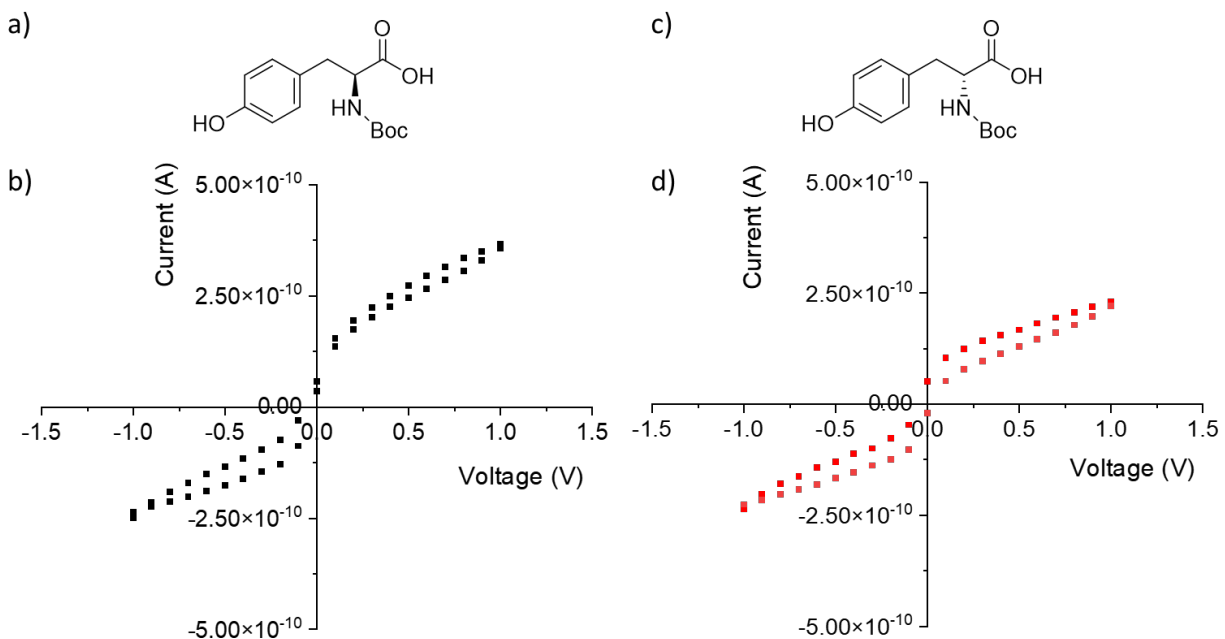 a)
O
OH
HO
HN
Boc
c)
O
OH
HO
HN
Boc
b)
Current (A)
5.00×10⁻¹⁰
2.50×10⁻¹⁰
0.00
-2.50×10⁻¹⁰
-5.00×10⁻¹⁰
-1.5 -1.0 -0.5 0.0 0.5 1.0 1.5
Voltage (V)
d)
Current (A)
5.00×10⁻¹⁰
2.50×10⁻¹⁰
0.00
-2.50×10⁻¹⁰
-5.00×10⁻¹⁰
-1.5 -1.0 -0.5 0.0 0.5 1.0 1.5
Voltage (V)